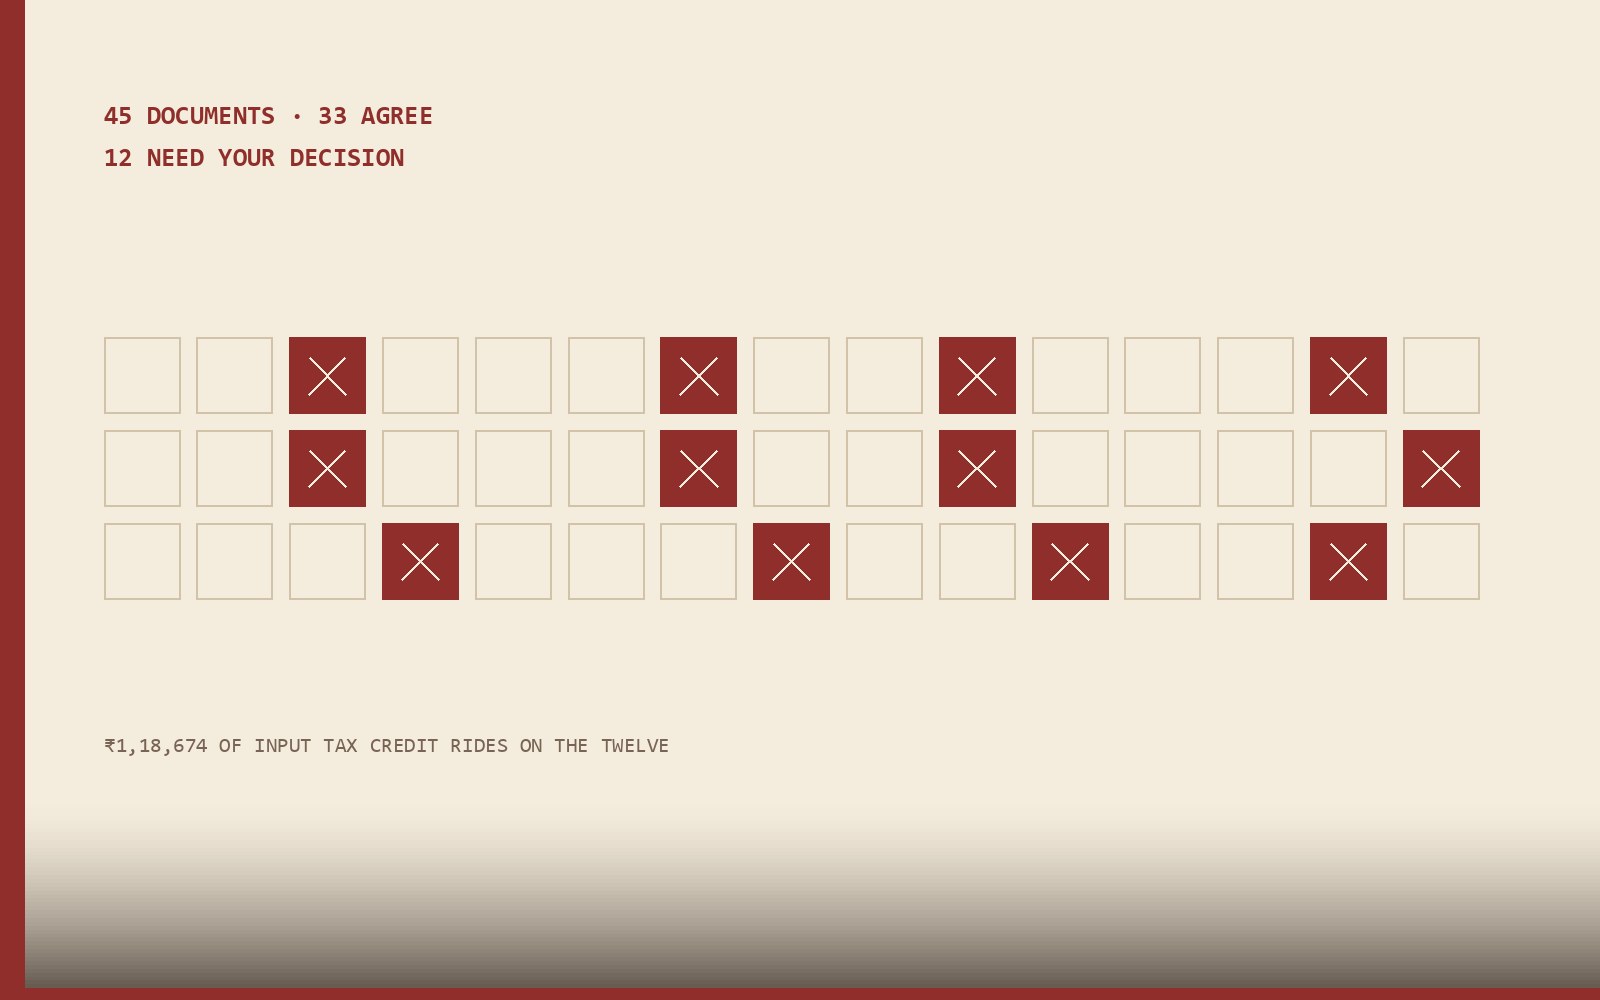 45 DOCUMENTS · 33 AGREE
12 NEED YOUR DECISION
₹1,18,674 OF INPUT TAX CREDIT RIDES ON THE TWELVE